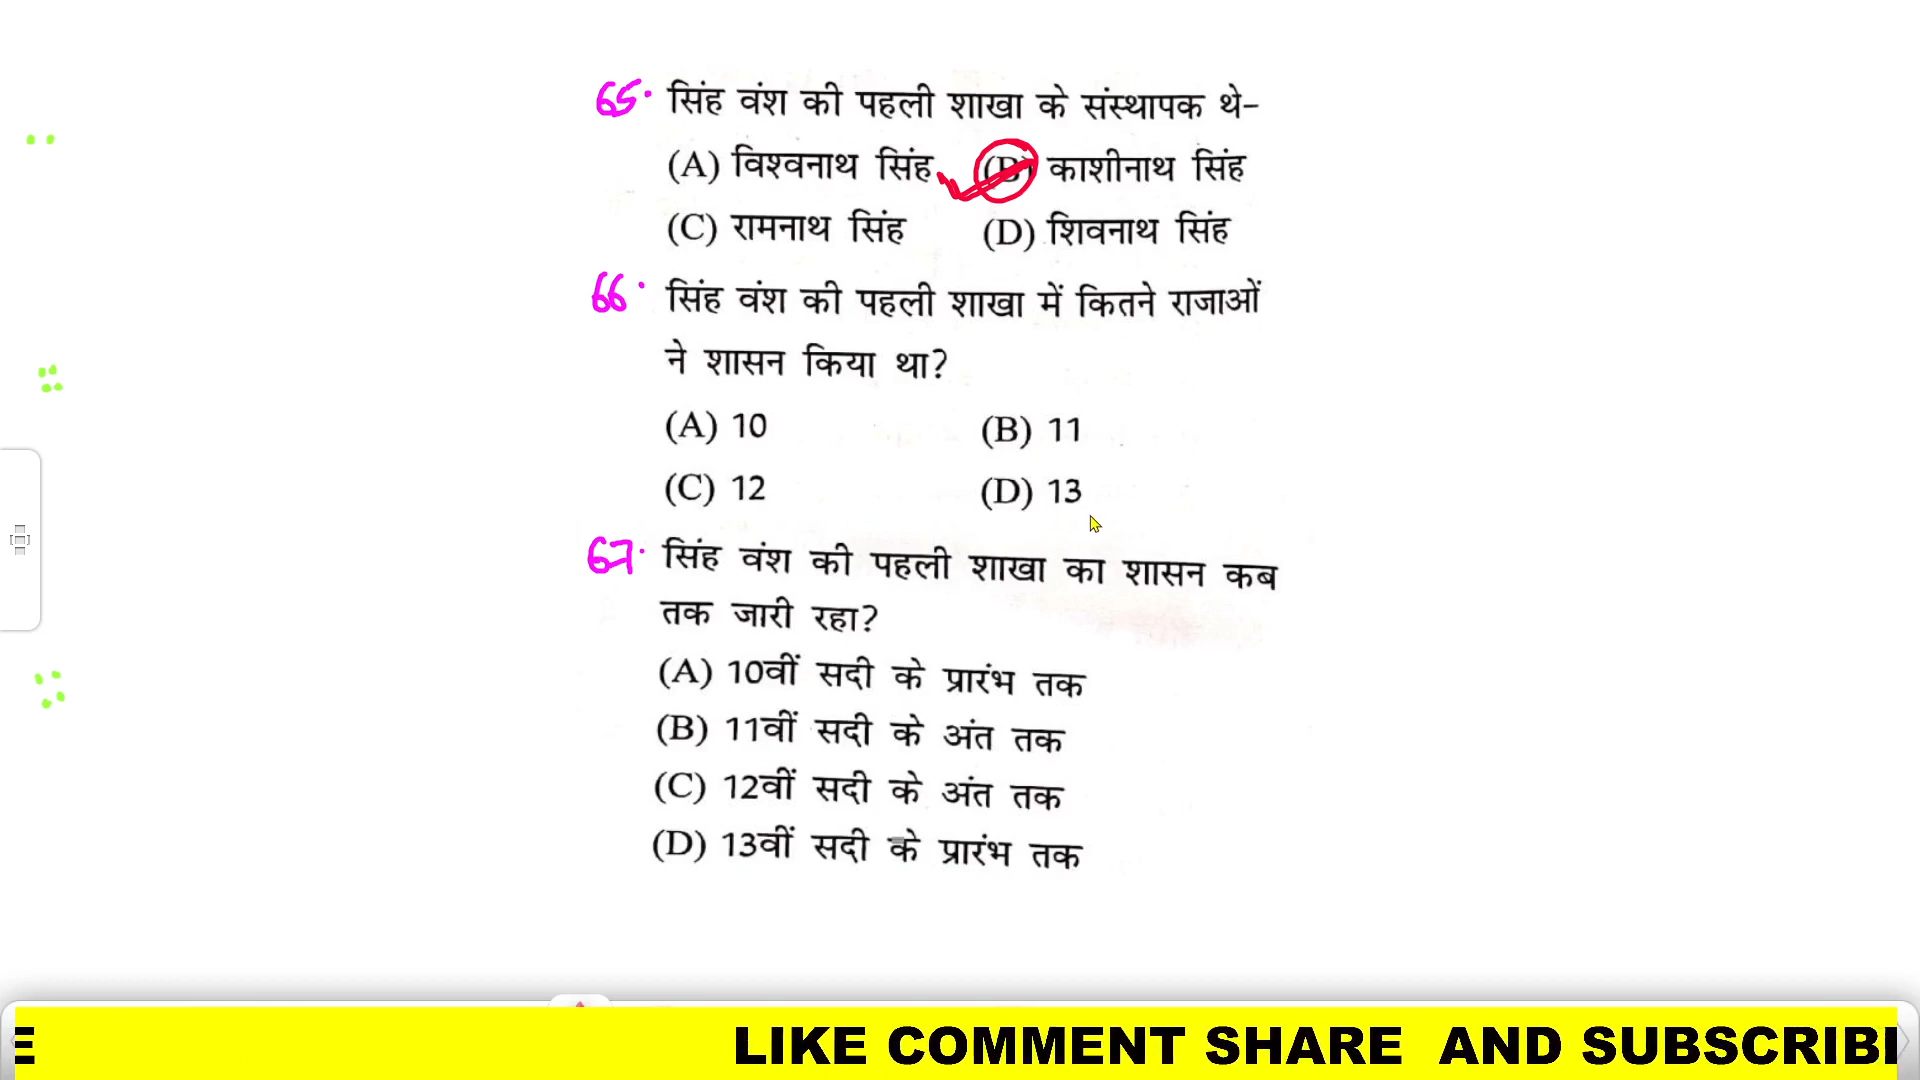 65. सिंह वंश की पहली शाखा के संस्थापक थे-
(A) विश्वनाथ सिंह (B) काशीनाथ सिंह
(C) रामनाथ सिंह (D) शिवनाथ सिंह
66. सिंह वंश की पहली शाखा में कितने राजाओं
ने शासन किया था?
(A) 10 (B) 11
(C) 12 (D) 13
67. सिंह वंश की पहली शाखा का शासन कब
तक जारी रहा?
(A) 10वीं सदी के प्रारंभ तक
(B) 11वीं सदी के अंत तक
(C) 12वीं सदी के अंत तक
(D) 13वीं सदी के प्रारंभ तक
E LIKE COMMENT SHARE AND SUBSCRIB